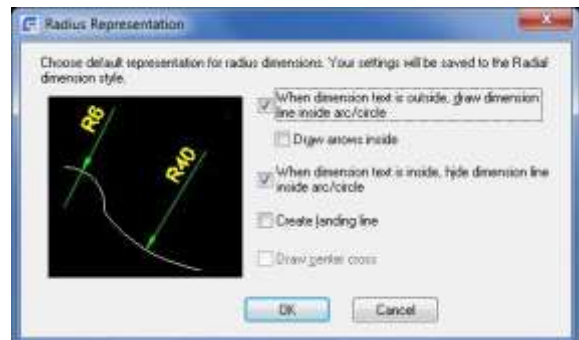 Radius Representation
Choose default representation for radius dimensions. Your settings will be saved to the Radial
dimension style.
When dimension text is outside, draw dimension
line inside arc/circle
Draw arrows inside
When dimension text is inside, hide dimension line
inside arc/circle
Create landing line
Draw center cross
R6
R40
OK
Cancel